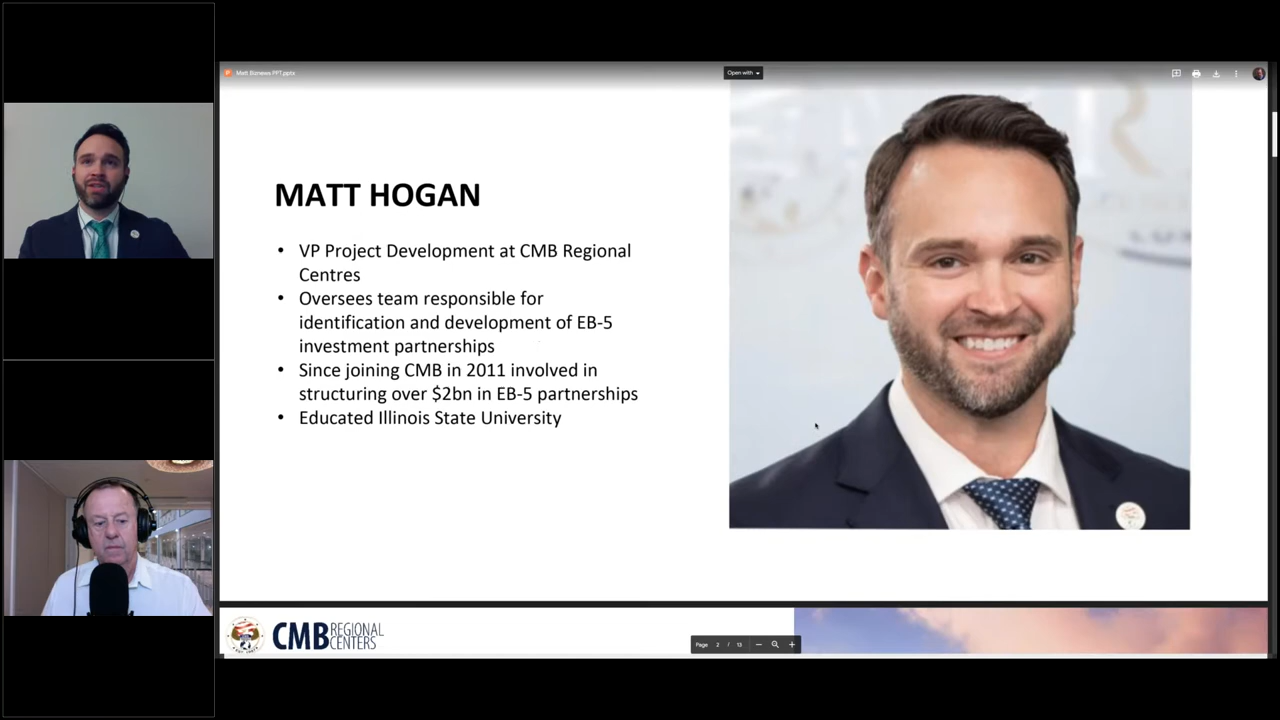 Matt Biznews PPT.pptx
Open with
MATT HOGAN
• VP Project Development at CMB Regional
Centres
• Oversees team responsible for
identification and development of EB-5
investment partnerships
• Since joining CMB in 2011 involved in
structuring over $2bn in EB-5 partnerships
• Educated Illinois State University
CMB REGIONAL
CENTERS
Page 2 / 13